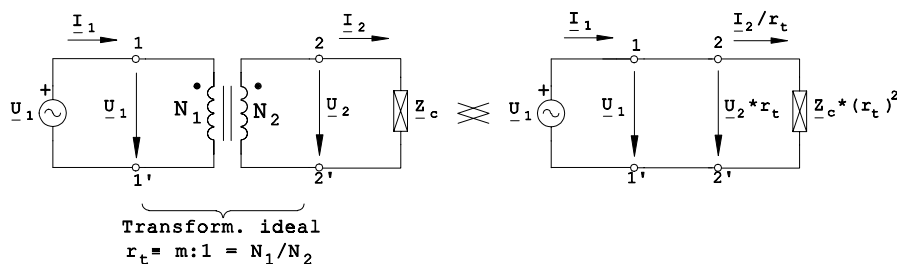 I1 1 2 I2 I1 1 2 I2/rt
+ +
U1 U1 N1 N2 U2 Zc U1 U1 U2*rt Zc*(rt)²
1' 2' 1' 2'
Transform. ideal
rt= m:1 = N1/N2